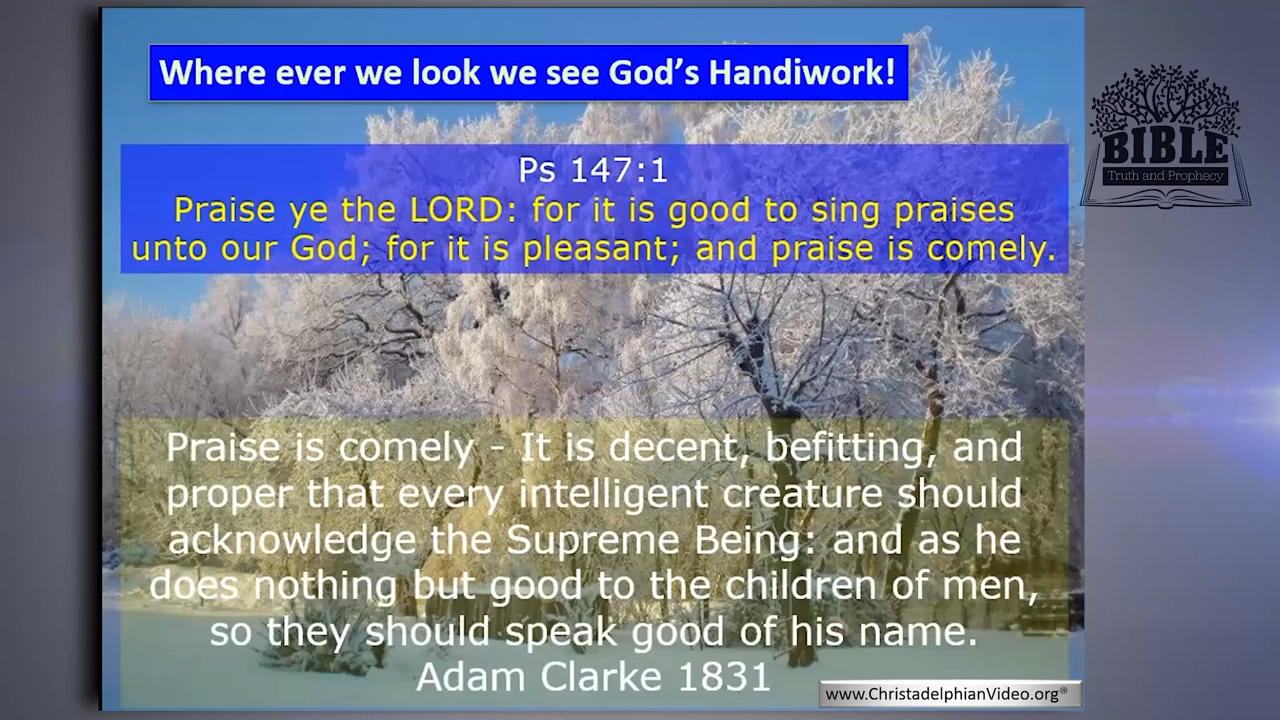 Where ever we look we see God's Handiwork!
BIBLE
Truth and Prophecy
Ps 147:1
Praise ye the LORD: for it is good to sing praises
unto our God; for it is pleasant; and praise is comely.
Praise is comely - It is decent, befitting, and
proper that every intelligent creature should
acknowledge the Supreme Being: and as he
does nothing but good to the children of men,
so they should speak good of his name.
Adam Clarke 1831
www.ChristadelphianVideo.org®